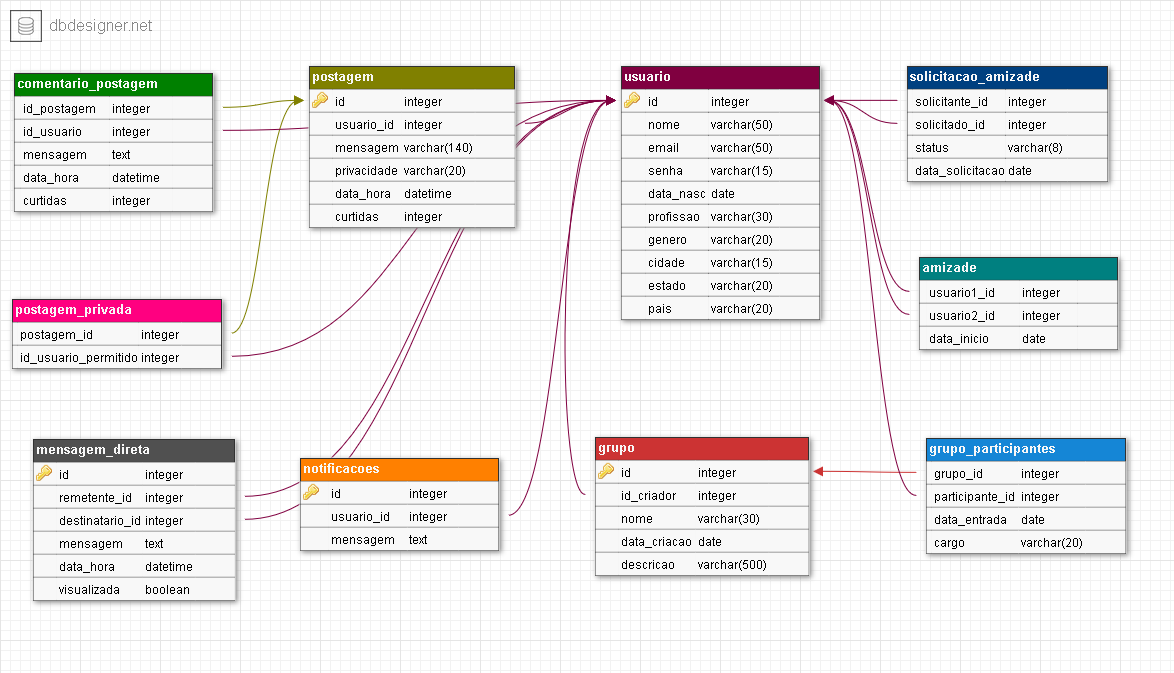 dbdesigner.net
comentario_postagem
id_postagem integer
id_usuario integer
mensagem text
data_hora datetime
curtidas integer
postagem
id integer
usuario_id integer
mensagem varchar(140)
privacidade varchar(20)
data_hora datetime
curtidas integer
usuario
id integer
nome varchar(50)
email varchar(50)
senha varchar(15)
data_nasc date
profissao varchar(30)
genero varchar(20)
cidade varchar(15)
estado varchar(20)
pais varchar(20)
solicitacao_amizade
solicitante_id integer
solicitado_id integer
status varchar(8)
data_solicitacao date
amizade
usuario1_id integer
usuario2_id integer
data_inicio date
postagem_privada
postagem_id integer
id_usuario_permitido integer
mensagem_direta
id integer
remetente_id integer
destinatario_id integer
mensagem text
data_hora datetime
visualizada boolean
notificacoes
id integer
usuario_id integer
mensagem text
grupo
id integer
id_criador integer
nome varchar(30)
data_criacao date
descricao varchar(500)
grupo_participantes
grupo_id integer
participante_id integer
data_entrada date
cargo varchar(20)